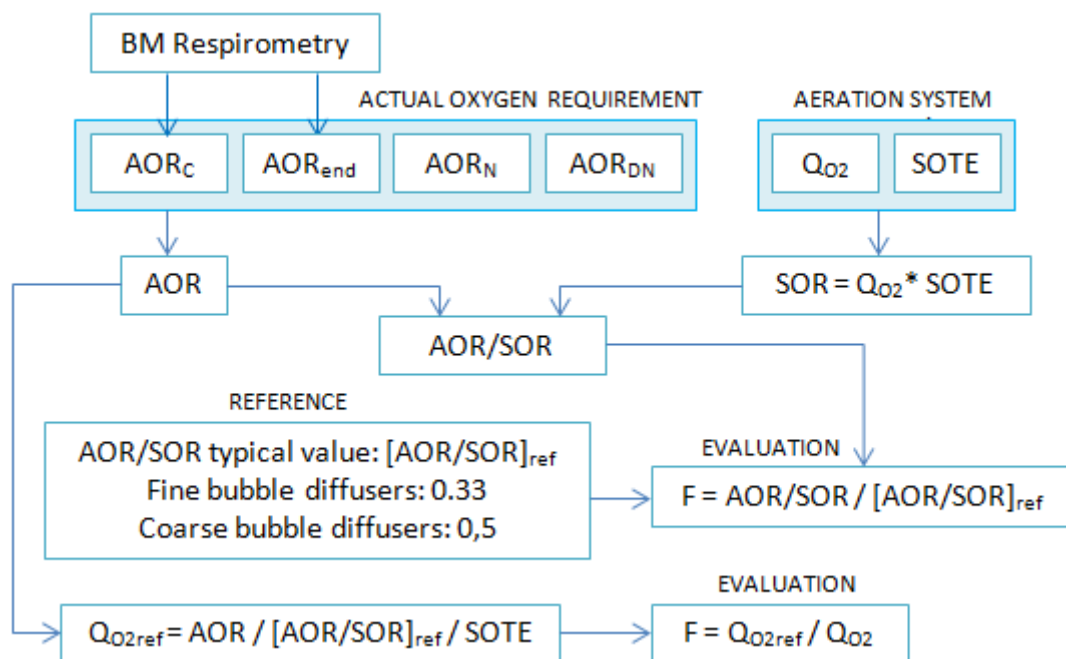 BM Respirometry
ACTUAL OXYGEN REQUIREMENT
AERATION SYSTEM
AORC
AORend
AORN
AORDN
QO2
SOTE
AOR
SOR = QO2* SOTE
AOR/SOR
REFERENCE
AOR/SOR typical value: [AOR/SOR]ref
Fine bubble diffusers: 0.33
Coarse bubble diffusers: 0,5
EVALUATION
F = AOR/SOR / [AOR/SOR]ref
EVALUATION
QO2ref = AOR / [AOR/SOR]ref / SOTE
F = QO2ref / QO2